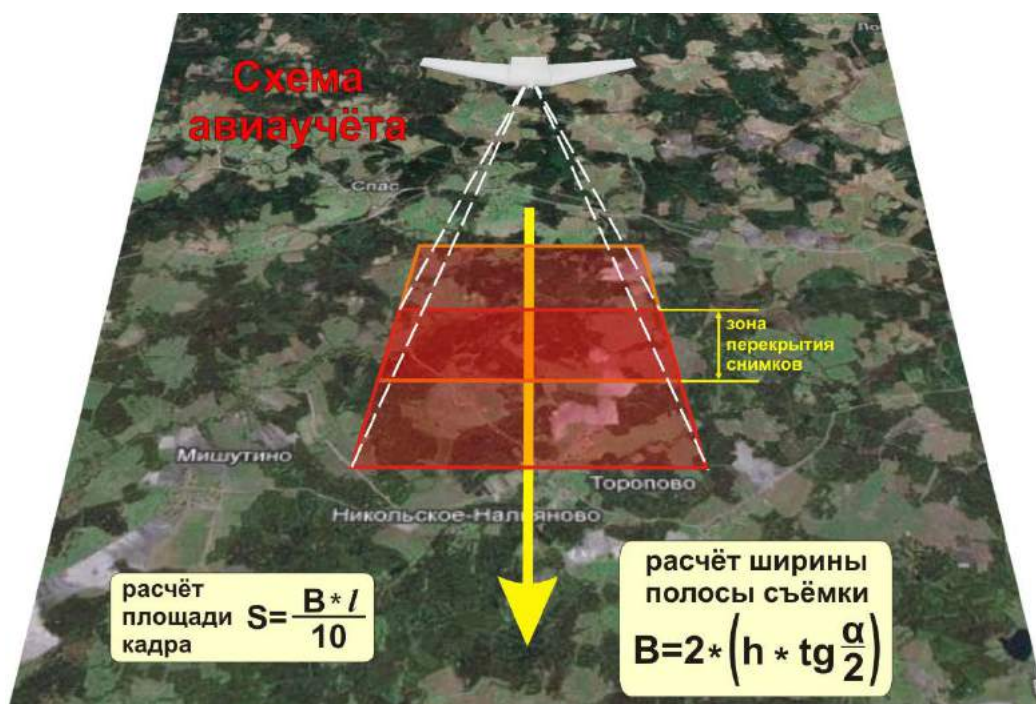 Схема
авиаучёта
Спас
зона
перекрытия
снимков
Мишутино
Торопово
расчёт
площади
кадра
S=B*l/10
расчёт ширины
полосы съёмки
B=2*(h*tg α/2)